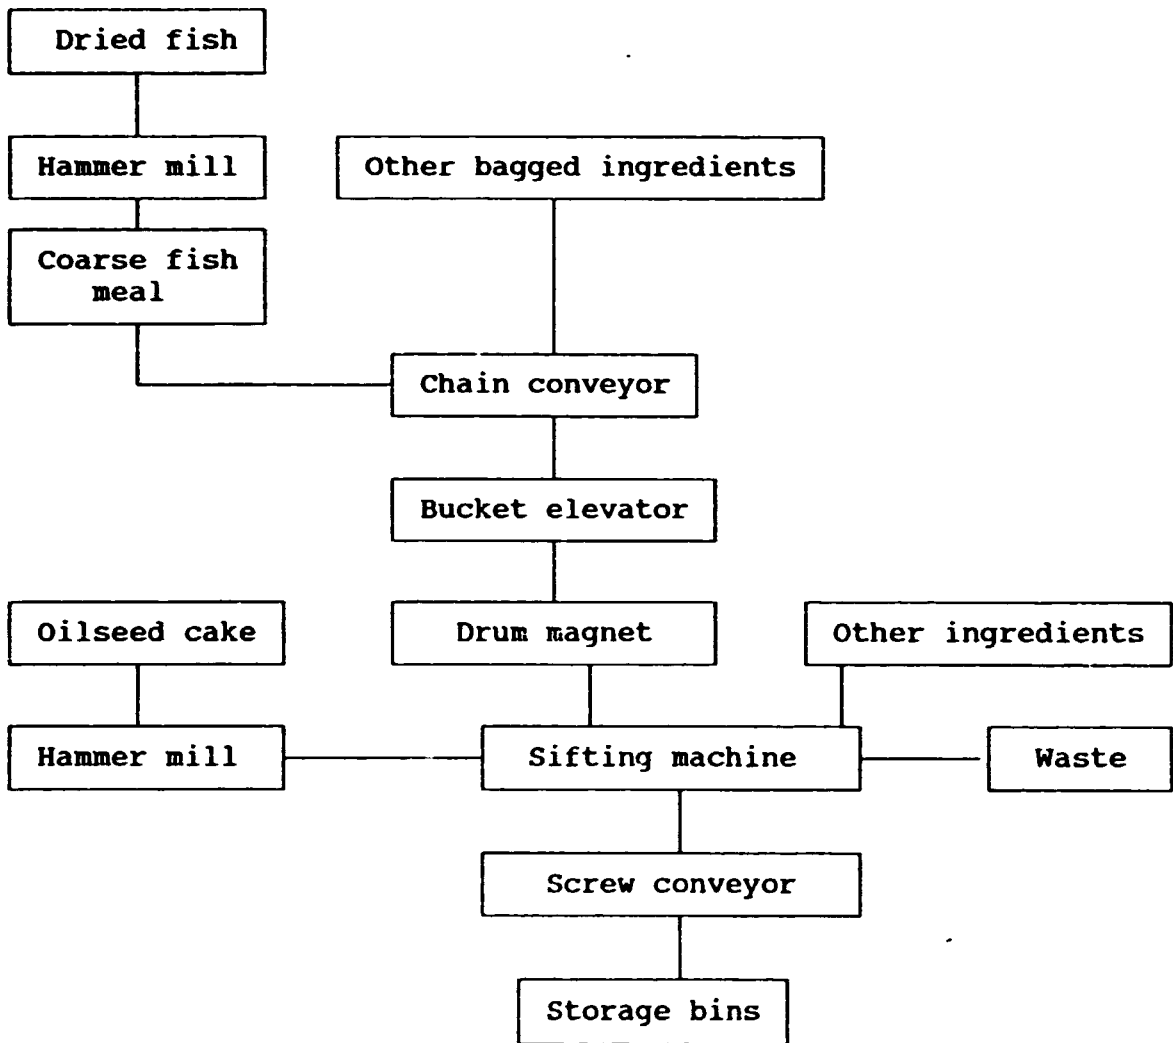 Dried fish
Hammer mill
Other bagged ingredients
Coarse fish
meal
Chain conveyor
Bucket elevator
Oilseed cake
Drum magnet
Other ingredients
Hammer mill
Sifting machine
Waste
Screw conveyor
Storage bins